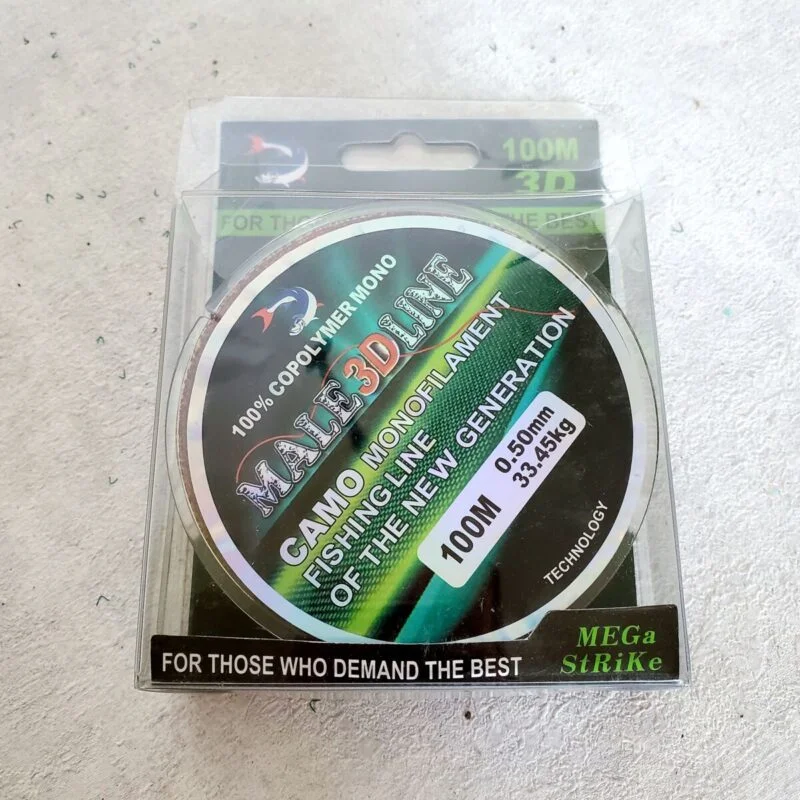 100M
3D
FOR THO THE BEST
100% COPOLYMER MONO
MALE 3D LINE
CAMO MONOFILAMENT
FISHING LINE
OF THE NEW GENERATION
100M
0.50mm
33.45kg
TECHNOLOGY
FOR THOSE WHO DEMAND THE BEST
MEGa
StRiKe